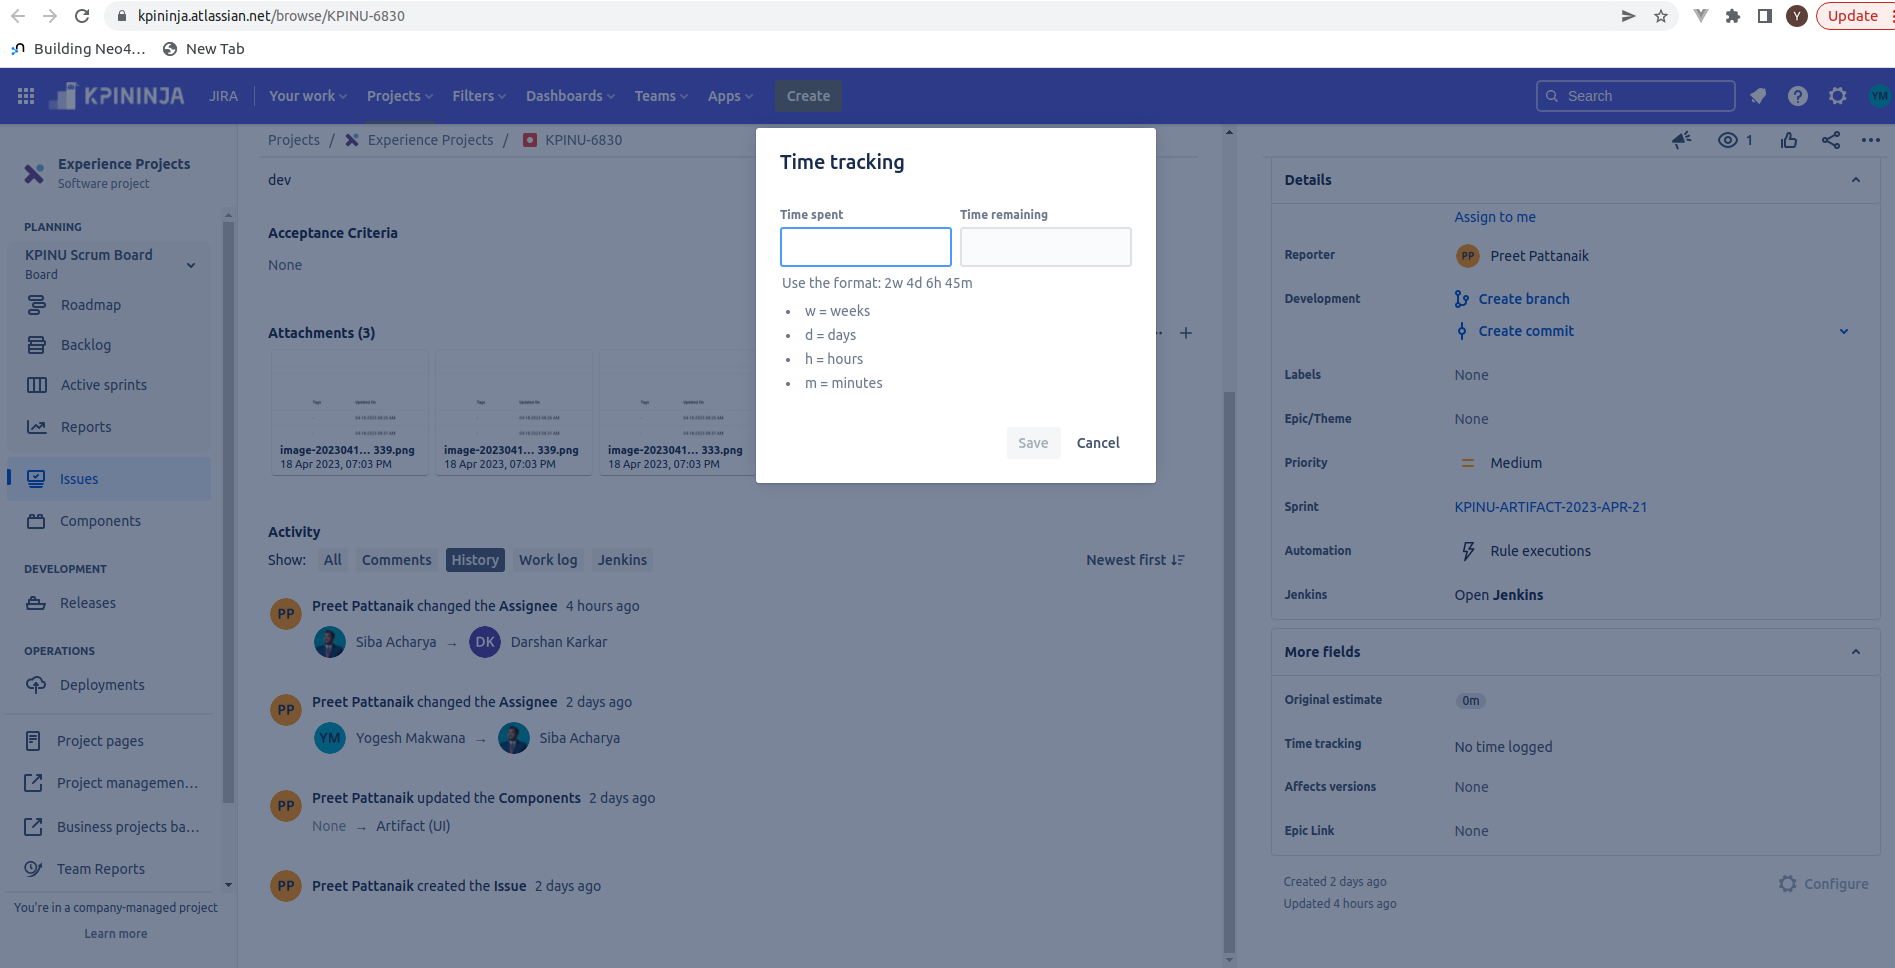 kpininja.atlassian.net/browse/KPINU-6830
Y
Update
Building Neo4...
New Tab
KPININJA
JIRA
Your work
Projects
Filters
Dashboards
Teams
Apps
Create
Search
YM
Experience Projects
Software project
PLANNING
KPINU Scrum Board
Board
Roadmap
Backlog
Active sprints
Reports
Issues
Components
DEVELOPMENT
Releases
OPERATIONS
Deployments
Project pages
Project managemen...
Business projects ba...
Team Reports
You're in a company-managed project
Learn more
Projects / Experience Projects / KPINU-6830
dev
Acceptance Criteria
None
Attachments (3)
Tags Updated On
Tags Updated On
Tags Updated On
image-2023041... 339.png
18 Apr 2023, 07:03 PM
image-2023041... 339.png
18 Apr 2023, 07:03 PM
image-2023041... 333.png
18 Apr 2023, 07:03 PM
Activity
Show: All Comments History Work log Jenkins
Newest first
PP Preet Pattanaik changed the Assignee 4 hours ago
Siba Acharya → DK Darshan Karkar
PP Preet Pattanaik changed the Assignee 2 days ago
YM Yogesh Makwana → Siba Acharya
PP Preet Pattanaik updated the Components 2 days ago
None → Artifact (UI)
PP Preet Pattanaik created the Issue 2 days ago
Time tracking
Time spent
Time remaining
Use the format: 2w 4d 6h 45m
• w = weeks
• d = days
• h = hours
• m = minutes
Save
Cancel
1
Details
Assign to me
Reporter
PP Preet Pattanaik
Development
Create branch
Create commit
Labels
None
Epic/Theme
None
Priority
Medium
Sprint
KPINU-ARTIFACT-2023-APR-21
Automation
Rule executions
Jenkins
Open Jenkins
More fields
Original estimate
0m
Time tracking
No time logged
Affects versions
None
Epic Link
None
Created 2 days ago
Updated 4 hours ago
Configure